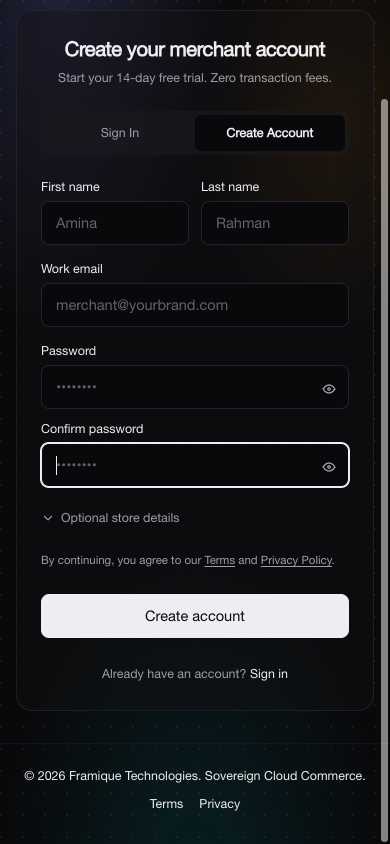 Create your merchant account
Start your 14-day free trial. Zero transaction fees.
Sign In
Create Account
First name
Last name
Amina
Rahman
Work email
merchant@yourbrand.com
Password
••••••••
Confirm password
••••••••
Optional store details
By continuing, you agree to our Terms and Privacy Policy.
Create account
Already have an account? Sign in
© 2026 Framique Technologies. Sovereign Cloud Commerce.
Terms Privacy